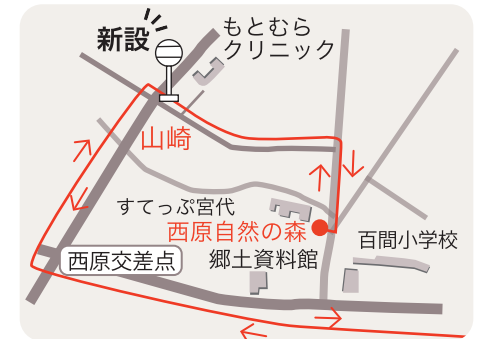 新設
もとむら
クリニック
山崎
すてっぷ宮代
西原自然の森
百間小学校
西原交差点
郷土資料館